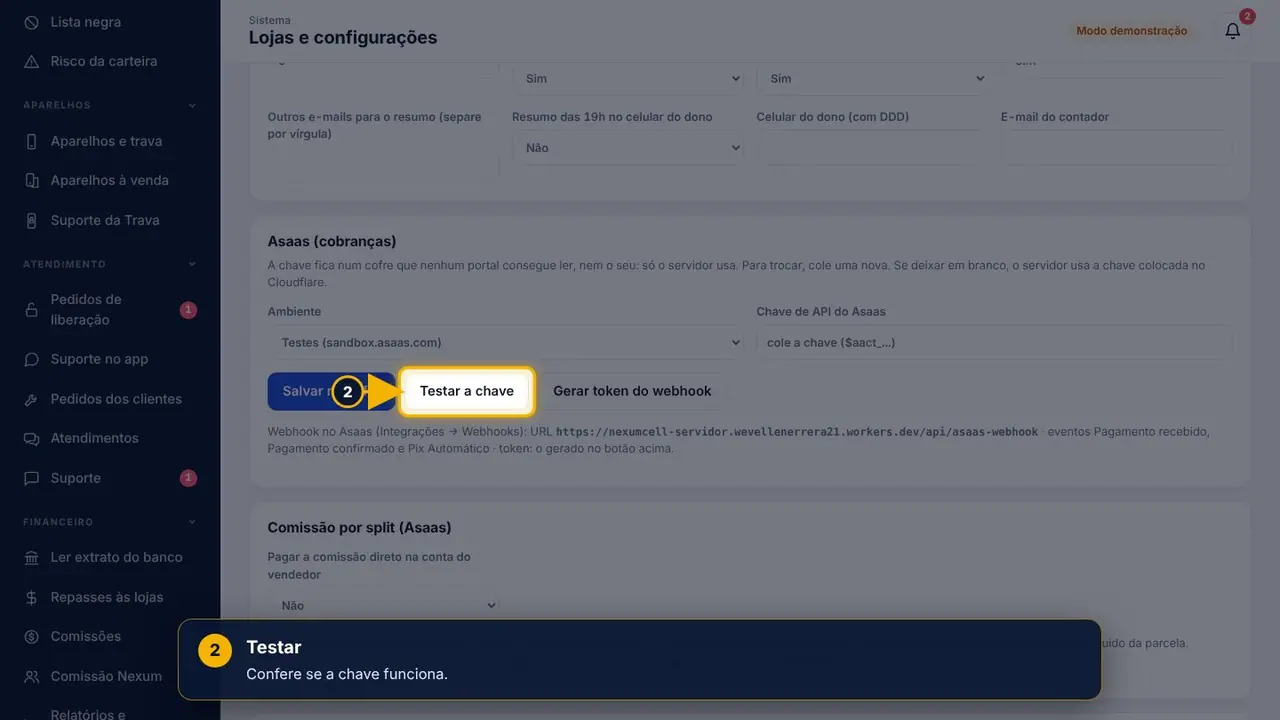 Lista negra
Risco da carteira
APARELHOS
Aparelhos e trava
Aparelhos à venda
Suporte da Trava
ATENDIMENTO
Pedidos de
liberação
1
Suporte no app
Pedidos dos clientes
Atendimentos
Suporte
1
FINANCEIRO
Ler extrato do banco
Repasses às lojas
Comissões
Comissão Nexum
Relatórios e
Sistema
Lojas e configurações
Modo demonstração
2
Sim
Sim
Outros e-mails para o resumo (separe
por vírgula)
Resumo das 19h no celular do dono
Não
Celular do dono (com DDD)
E-mail do contador
Asaas (cobranças)
A chave fica num cofre que nenhum portal consegue ler, nem o seu: só o servidor usa. Para trocar, cole uma nova. Se deixar em branco, o servidor usa a chave colocada no
Cloudflare.
Ambiente
Testes (sandbox.asaas.com)
Chave de API do Asaas
cole a chave ($aact_...)
Salvar
2
Testar a chave
Gerar token do webhook
Webhook no Asaas (Integrações → Webhooks): URL https://nexumcell-servidor.wevellenerrera21.workers.dev/api/asaas-webhook · eventos Pagamento recebido,
Pagamento confirmado e Pix Automático · token: o gerado no botão acima.
Comissão por split (Asaas)
Pagar a comissão direto na conta do
vendedor
Não
uido da parcela.
2
Testar
Confere se a chave funciona.